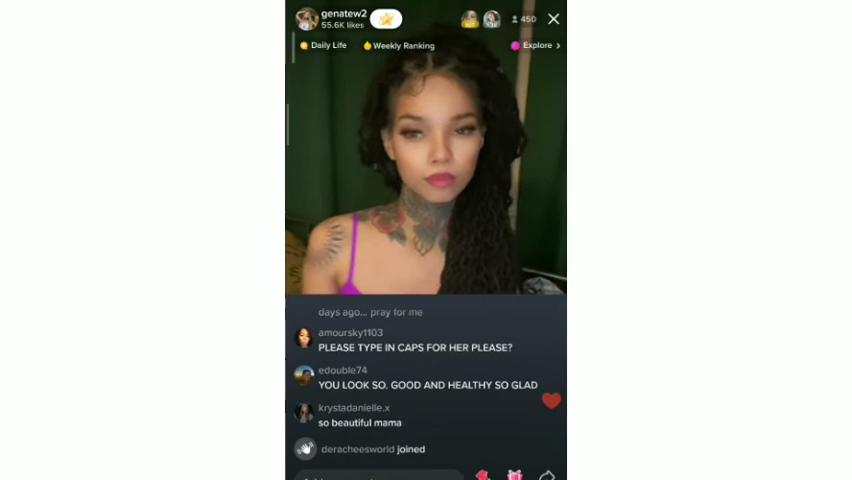 genatew2
55.6K likes
450
Daily Life
Weekly Ranking
Explore >
days ago... pray for me
amoursky1103
PLEASE TYPE IN CAPS FOR HER PLEASE?
edouble74
YOU LOOK SO. GOOD AND HEALTHY SO GLAD
krystadanielle.x
so beautiful mama
deracheesworld joined